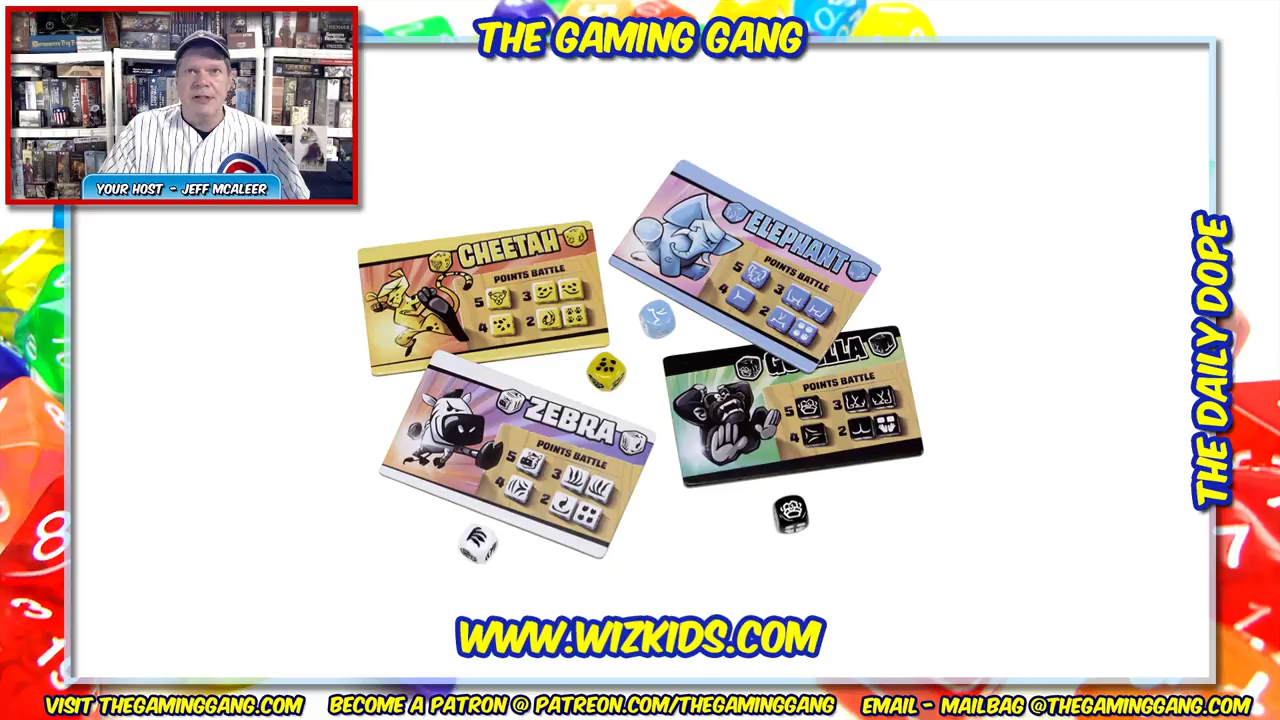 THE GAMING GANG
YOUR HOST - JEFF MCALEER
THE DAILY DOPE
CHEETAH
POINTS BATTLE
5
3
4
2
ELEPHANT
POINTS BATTLE
5
3
4
2
ZEBRA
POINTS BATTLE
5
3
4
2
POINTS BATTLE
5
3
4
2
WWW.WIZKIDS.COM
VISIT THEGAMINGGANG.COM
BECOME A PATRON @ PATREON.COM/THEGAMINGGANG
EMAIL - MAILBAG @THEGAMINGGANG.COM